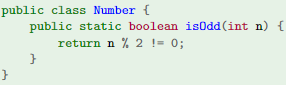 public class Number {
    public static boolean isOdd(int n) {
        return n % 2 != 0;
    }
}